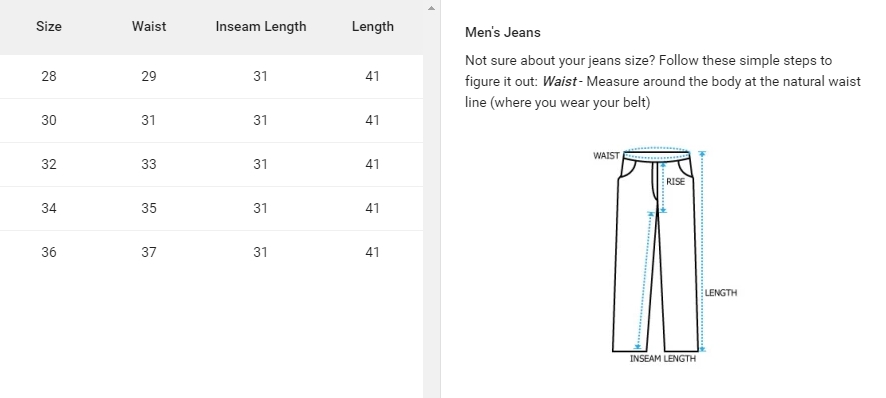 Size Waist Inseam Length Length
28 29 31 41
30 31 31 41
32 33 31 41
34 35 31 41
36 37 31 41
Men's Jeans
Not sure about your jeans size? Follow these simple steps to
figure it out: Waist - Measure around the body at the natural waist
line (where you wear your belt)
WAIST
RISE
LENGTH
INSEAM LENGTH